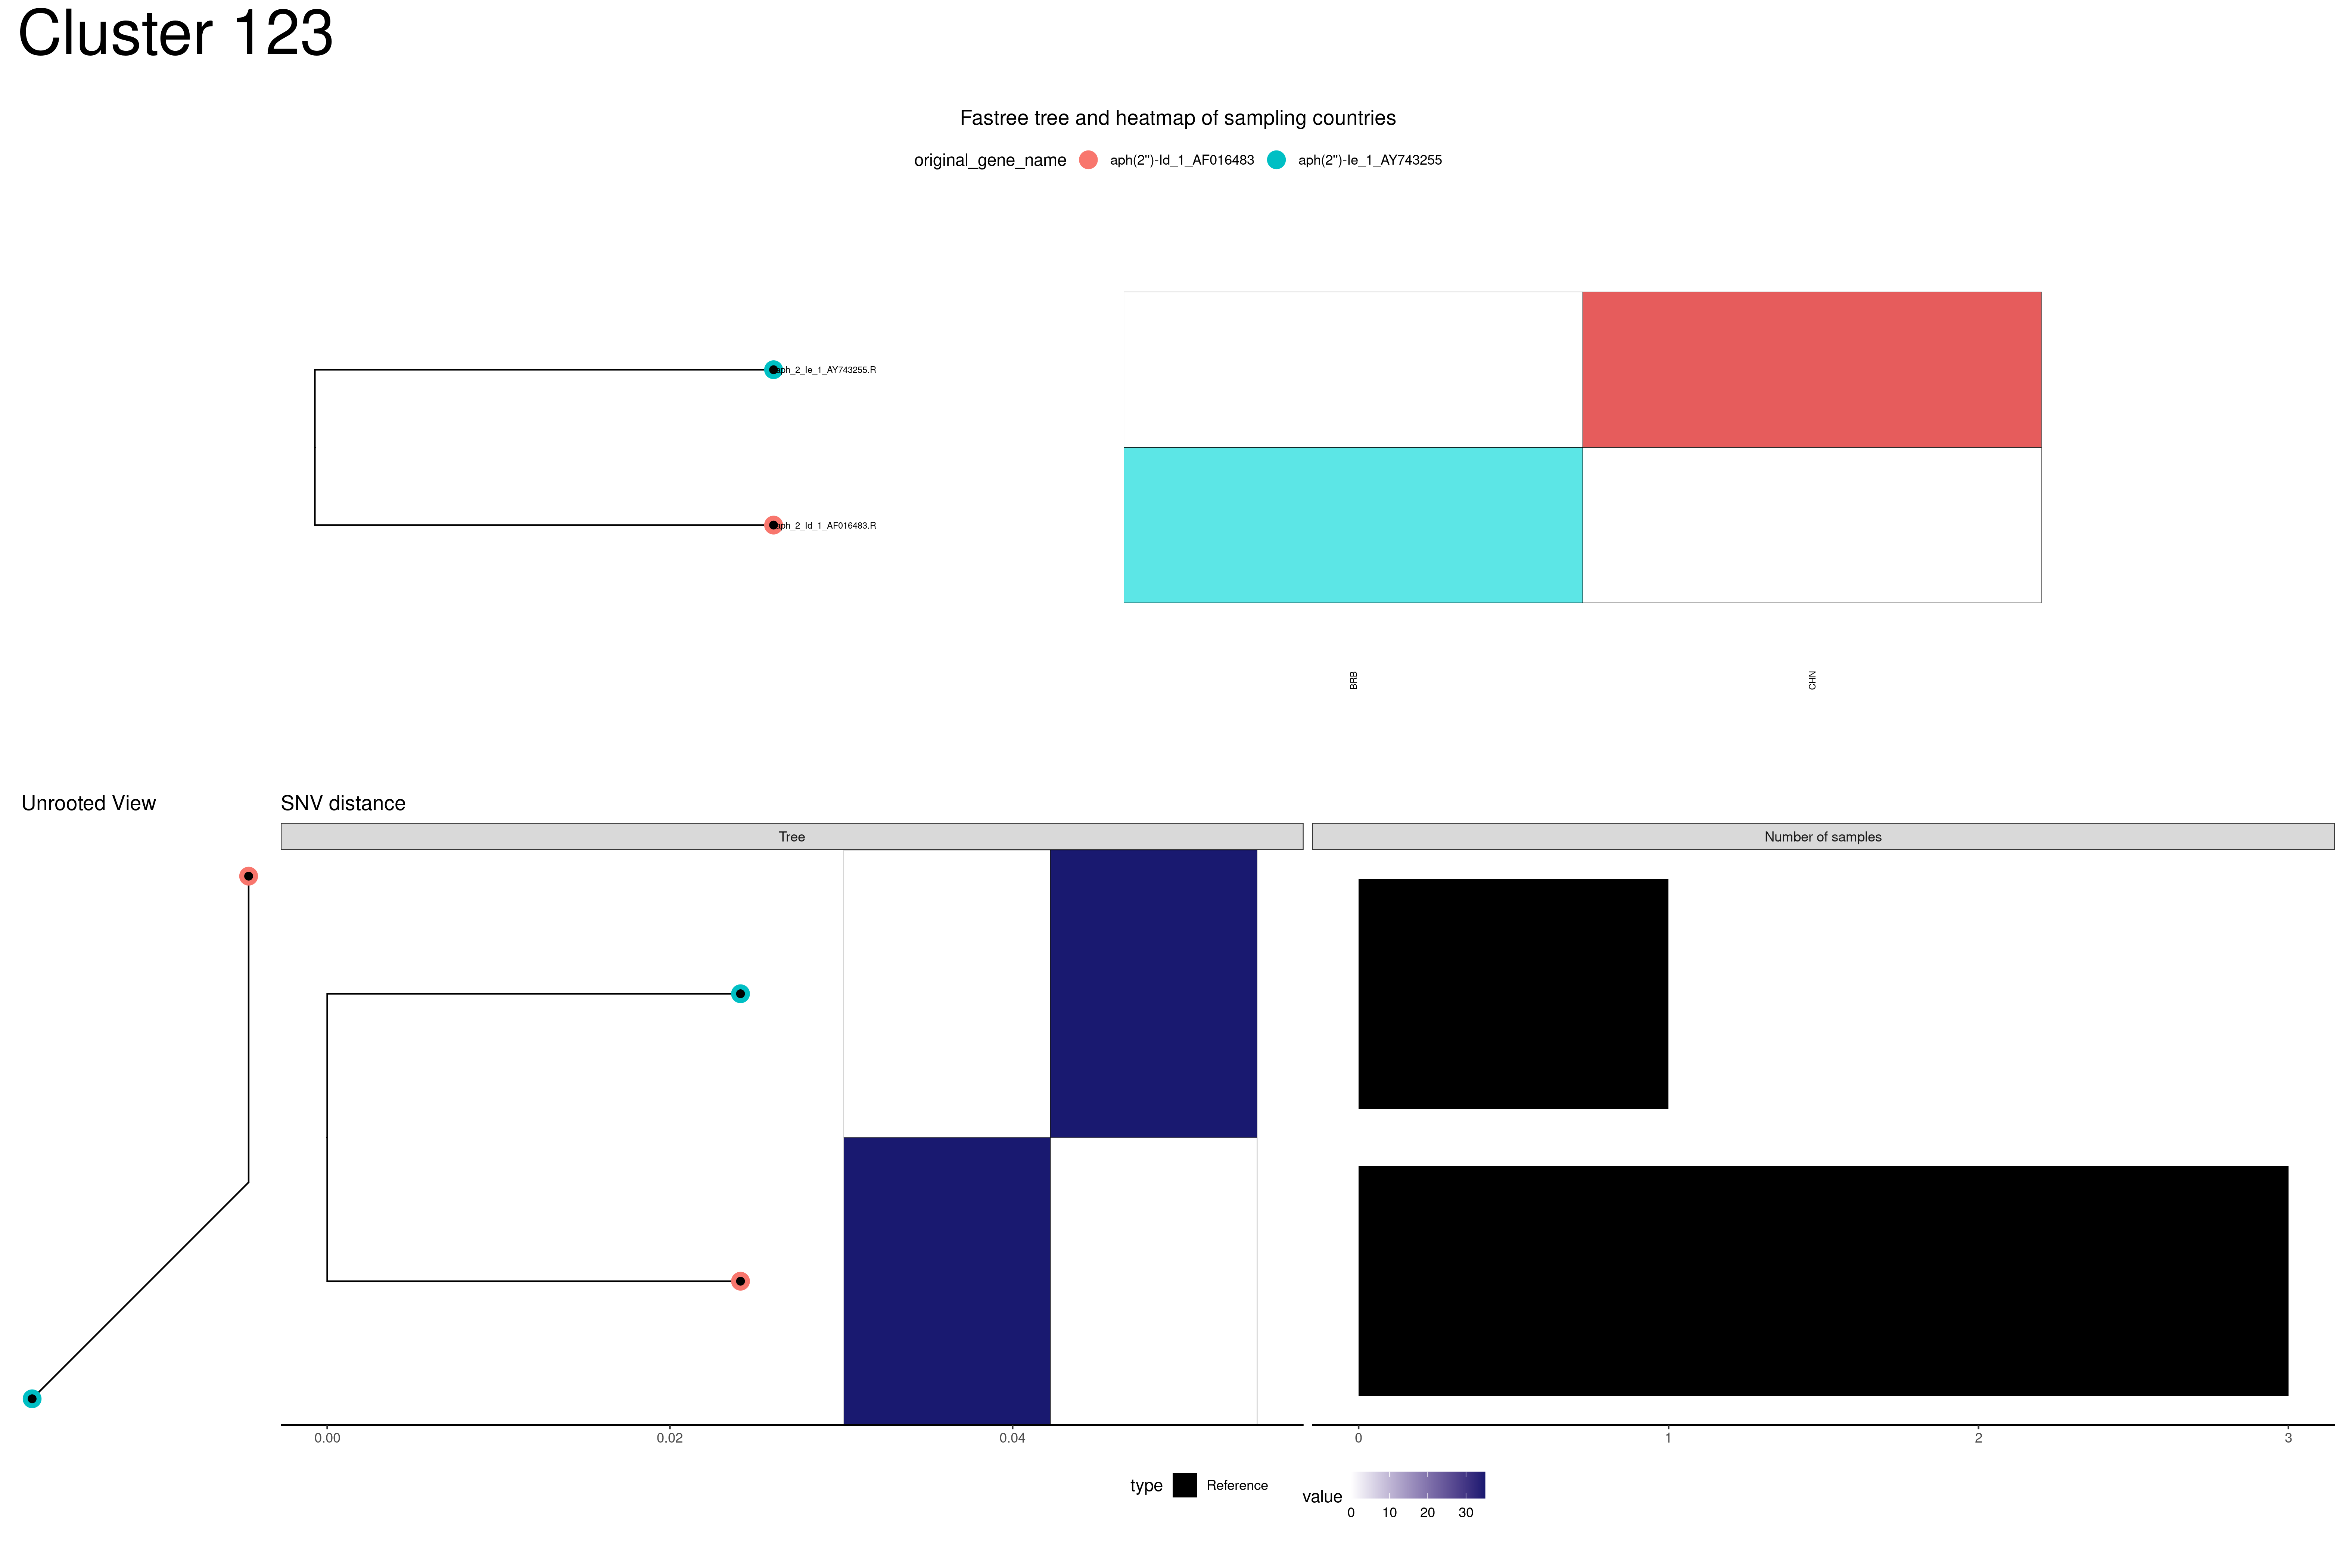 Cluster 123
Fastree tree and heatmap of sampling countries
original_gene_name aph(2")-Id_1_AF016483 aph(2")-Ie_1_AY743255
aph_2_Ie_1_AY743255.R
aph_2_Id_1_AF016483.R
BRB CHN
Unrooted View SNV distance
Tree Number of samples
0.00 0.02 0.04 0 1 2 3
type Reference value
0 10 20 30